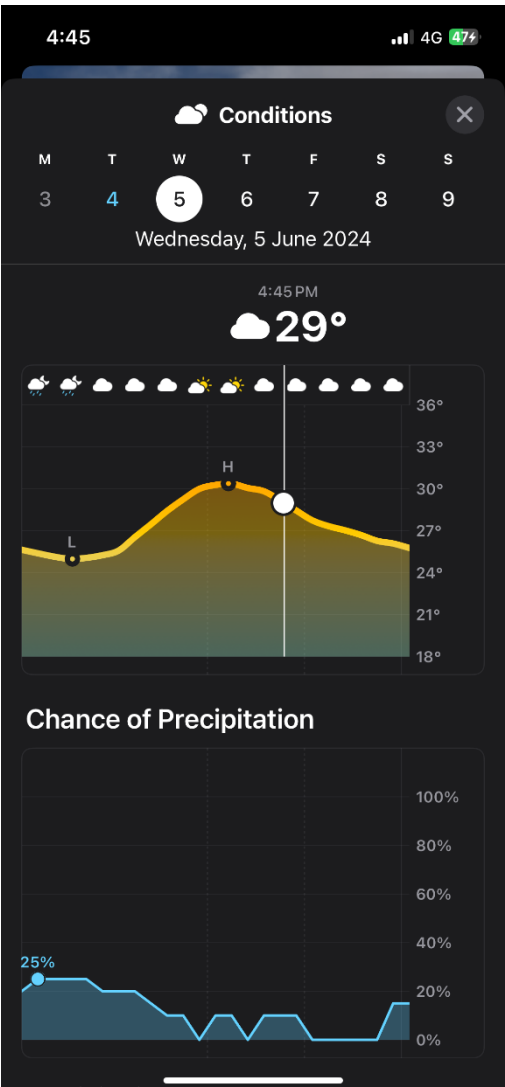 4:45
4G 47
Conditions
M T W T F S S
3 4 5 6 7 8 9
Wednesday, 5 June 2024
4:45 PM
29°
36°
33°
H
30°
27°
L
24°
21°
18°
Chance of Precipitation
100%
80%
60%
40%
25%
20%
0%